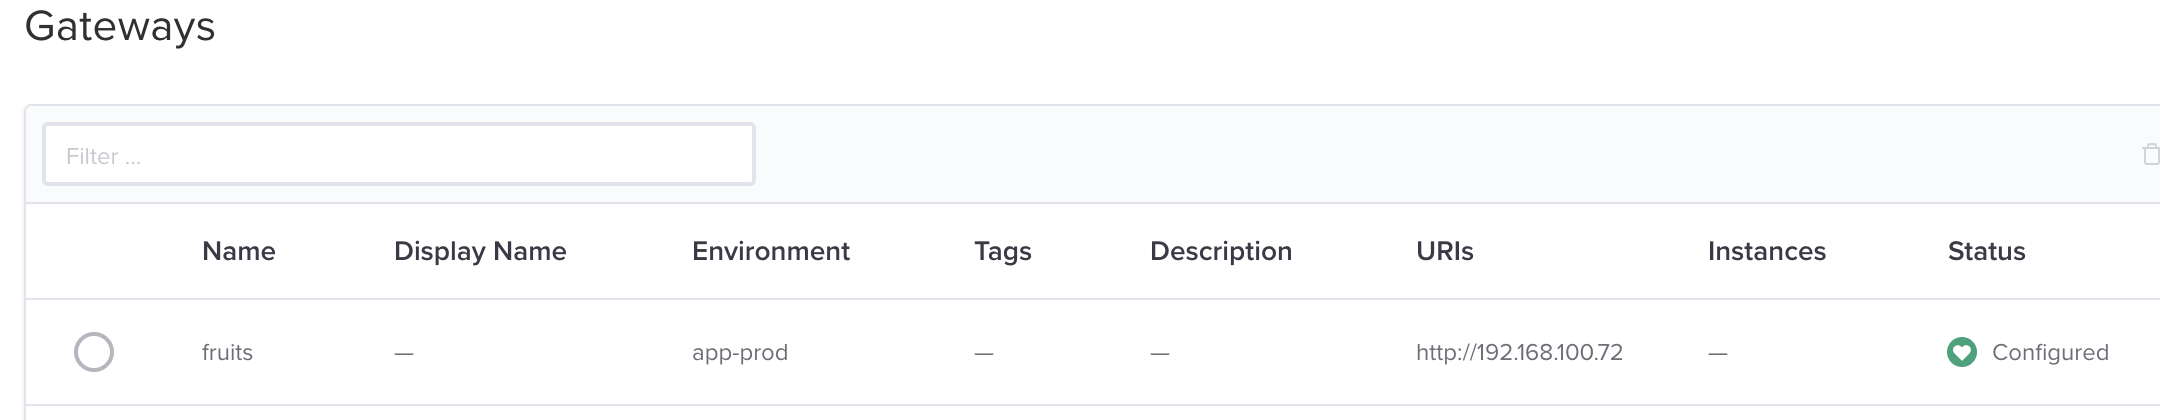 Gateways
Filter ...
Name Display Name Environment Tags Description URIs Instances Status
fruits — app-prod — — http://192.168.100.72 — Configured